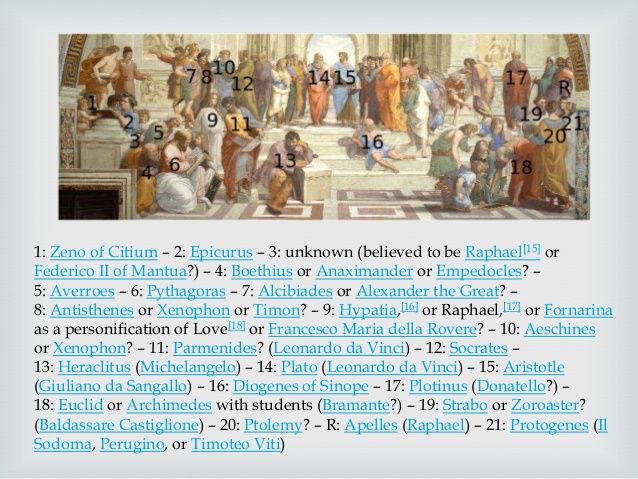 7 8 10 12 14 15 17 R
1 2 3 5 9 11 16 19 21
4 6 13 18 20
1: Zeno of Citium – 2: Epicurus – 3: unknown (believed to be Raphael[15] or
Federico II of Mantua?) – 4: Boethius or Anaximander or Empedocles? –
5: Averroes – 6: Pythagoras – 7: Alcibiades or Alexander the Great? –
8: Antisthenes or Xenophon or Timon? – 9: Hypatia,[16] or Raphael,[17] or Fornarina
as a personification of Love[18] or Francesco Maria della Rovere? – 10: Aeschines
or Xenophon? – 11: Parmenides? (Leonardo da Vinci) – 12: Socrates –
13: Heraclitus (Michelangelo) – 14: Plato (Leonardo da Vinci) – 15: Aristotle
(Giuliano da Sangallo) – 16: Diogenes of Sinope – 17: Plotinus (Donatello?) –
18: Euclid or Archimedes with students (Bramante?) – 19: Strabo or Zoroaster?
(Baldassare Castiglione) – 20: Ptolemy? – R: Apelles (Raphael) – 21: Protogenes (Il
Sodoma, Perugino, or Timoteo Viti)